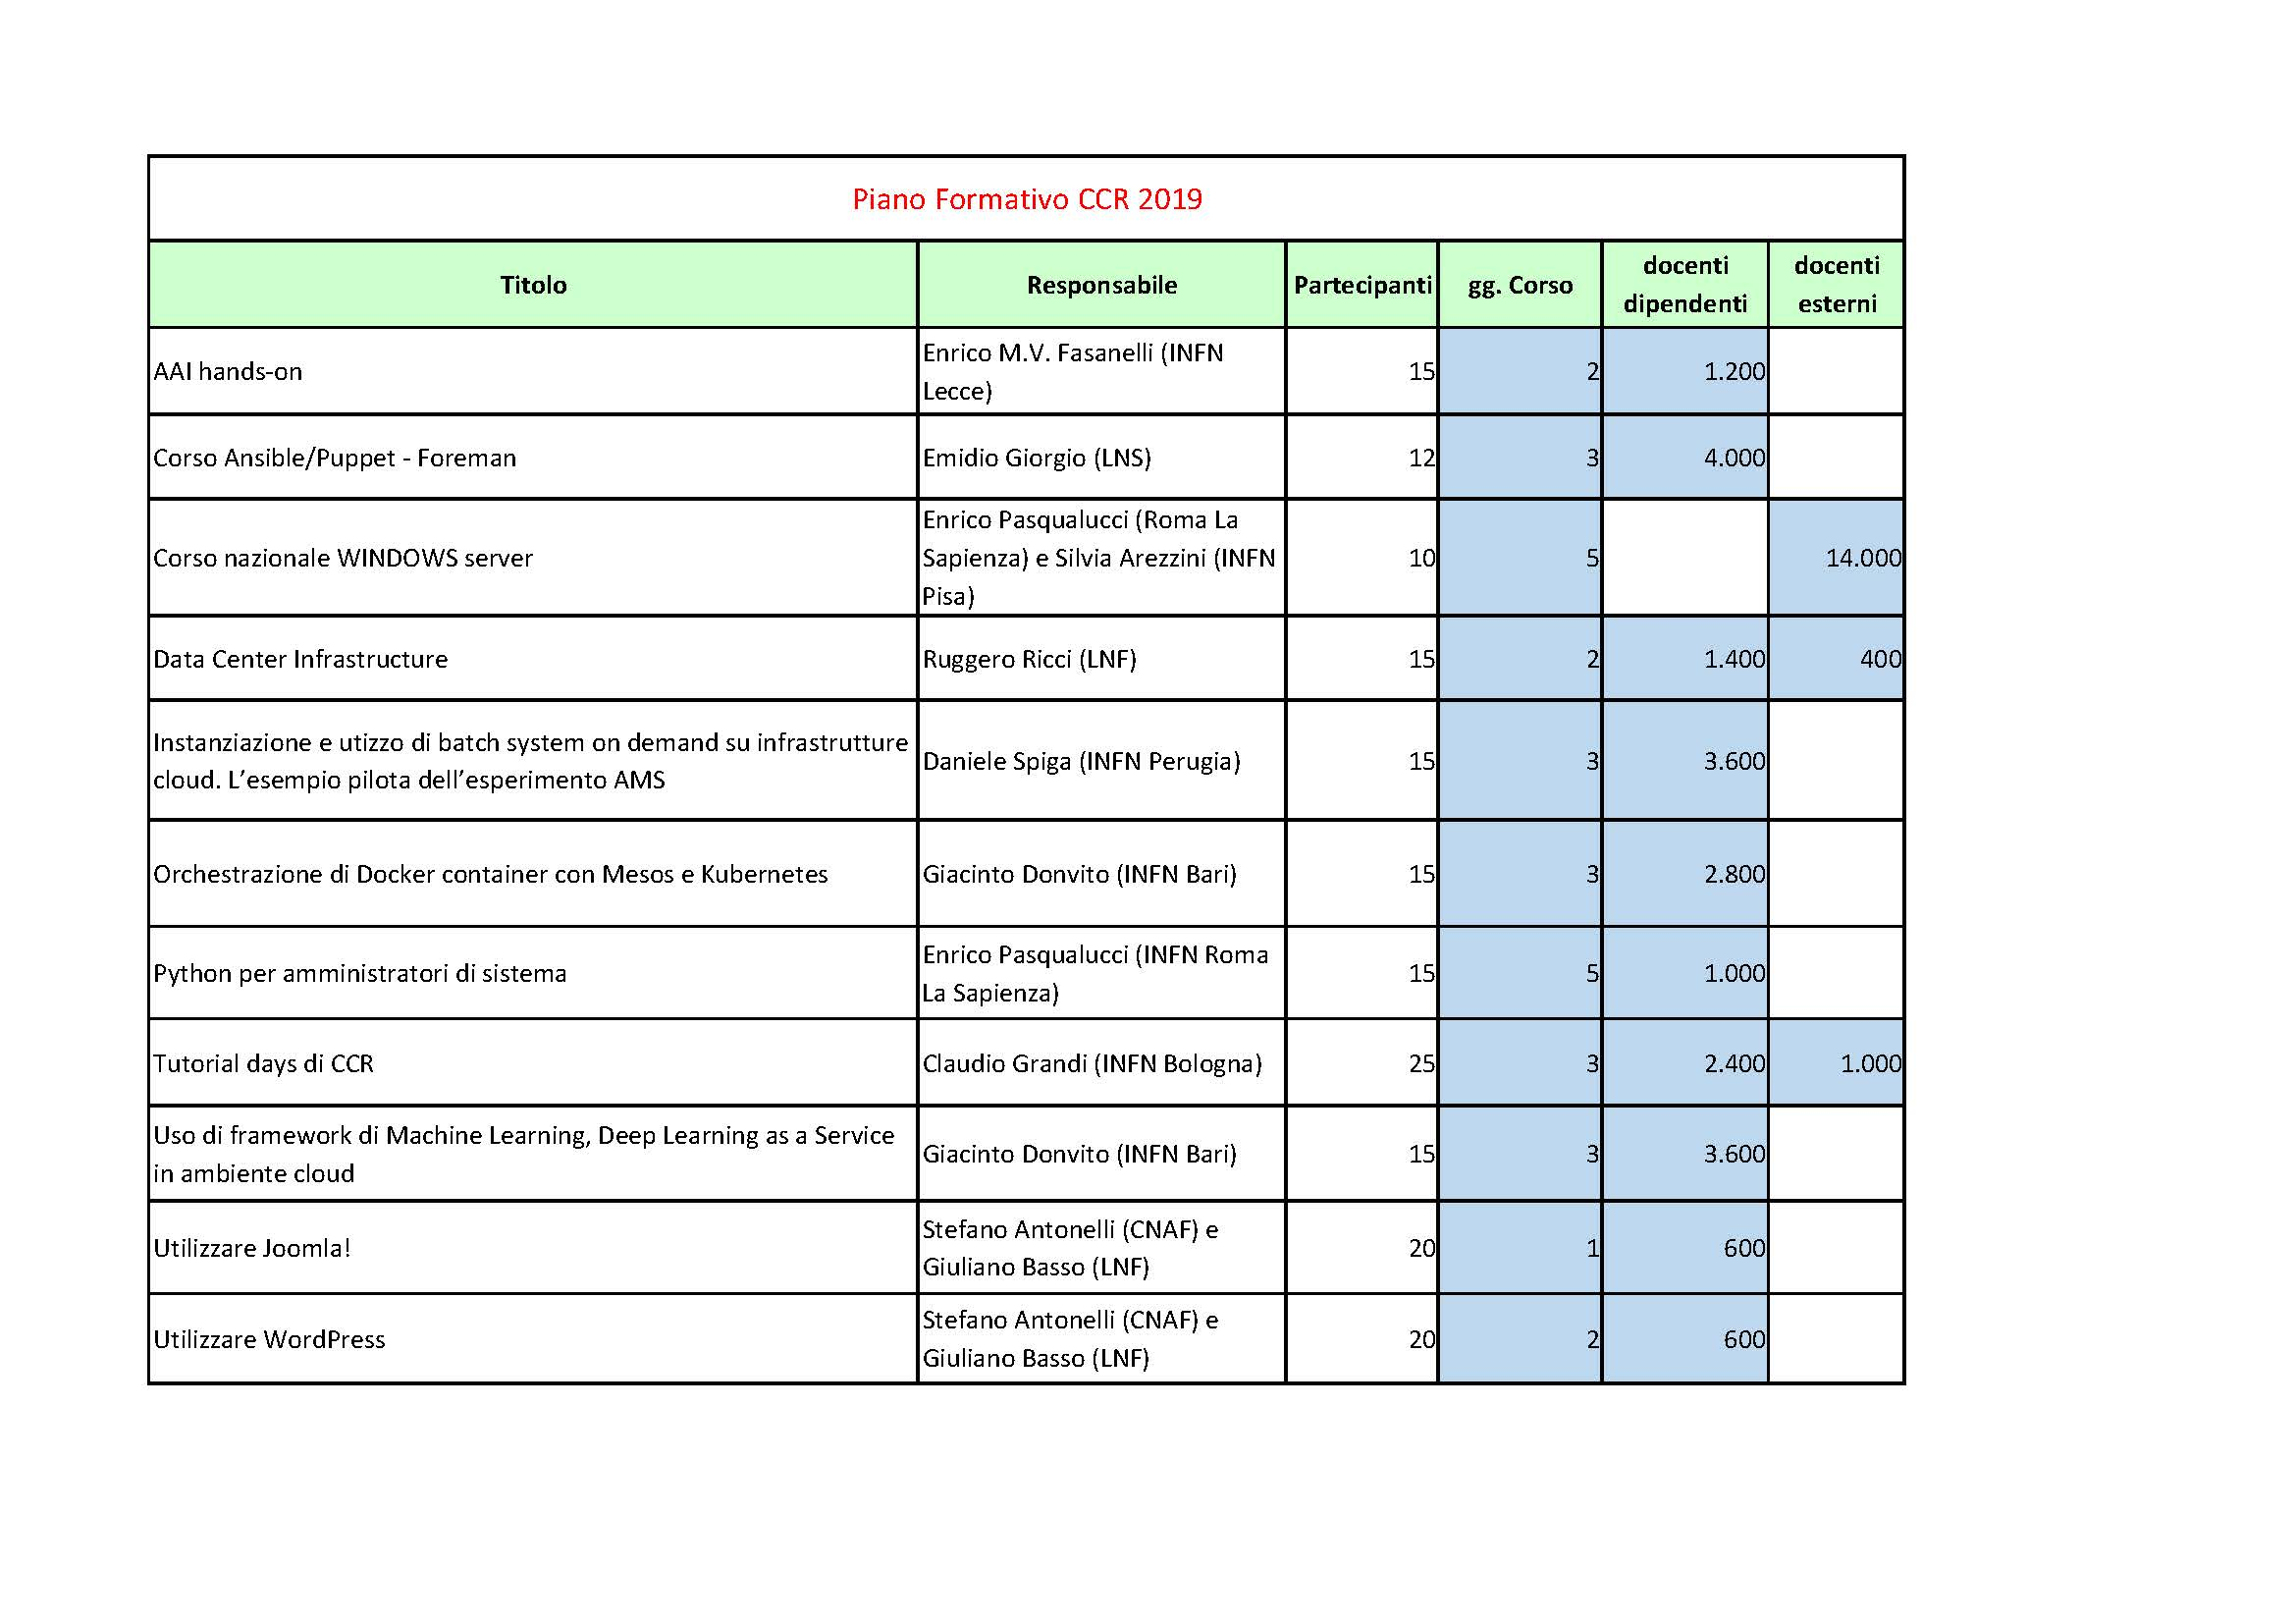 Piano Formativo CCR 2019
Titolo Responsabile Partecipanti gg. Corso docenti dipendenti docenti esterni
AAI hands-on Enrico M.V. Fasanelli (INFN Lecce) 15 2 1.200
Corso Ansible/Puppet - Foreman Emidio Giorgio (LNS) 12 3 4.000
Corso nazionale WINDOWS server Enrico Pasqualucci (Roma La Sapienza) e Silvia Arezzini (INFN Pisa) 10 5 14.000
Data Center Infrastructure Ruggero Ricci (LNF) 15 2 1.400 400
Instanziazione e utizzo di batch system on demand su infrastrutture cloud. L’esempio pilota dell’esperimento AMS Daniele Spiga (INFN Perugia) 15 3 3.600
Orchestrazione di Docker container con Mesos e Kubernetes Giacinto Donvito (INFN Bari) 15 3 2.800
Python per amministratori di sistema Enrico Pasqualucci (INFN Roma La Sapienza) 15 5 1.000
Tutorial days di CCR Claudio Grandi (INFN Bologna) 25 3 2.400 1.000
Uso di framework di Machine Learning, Deep Learning as a Service in ambiente cloud Giacinto Donvito (INFN Bari) 15 3 3.600
Utilizzare Joomla! Stefano Antonelli (CNAF) e Giuliano Basso (LNF) 20 1 600
Utilizzare WordPress Stefano Antonelli (CNAF) e Giuliano Basso (LNF) 20 2 600